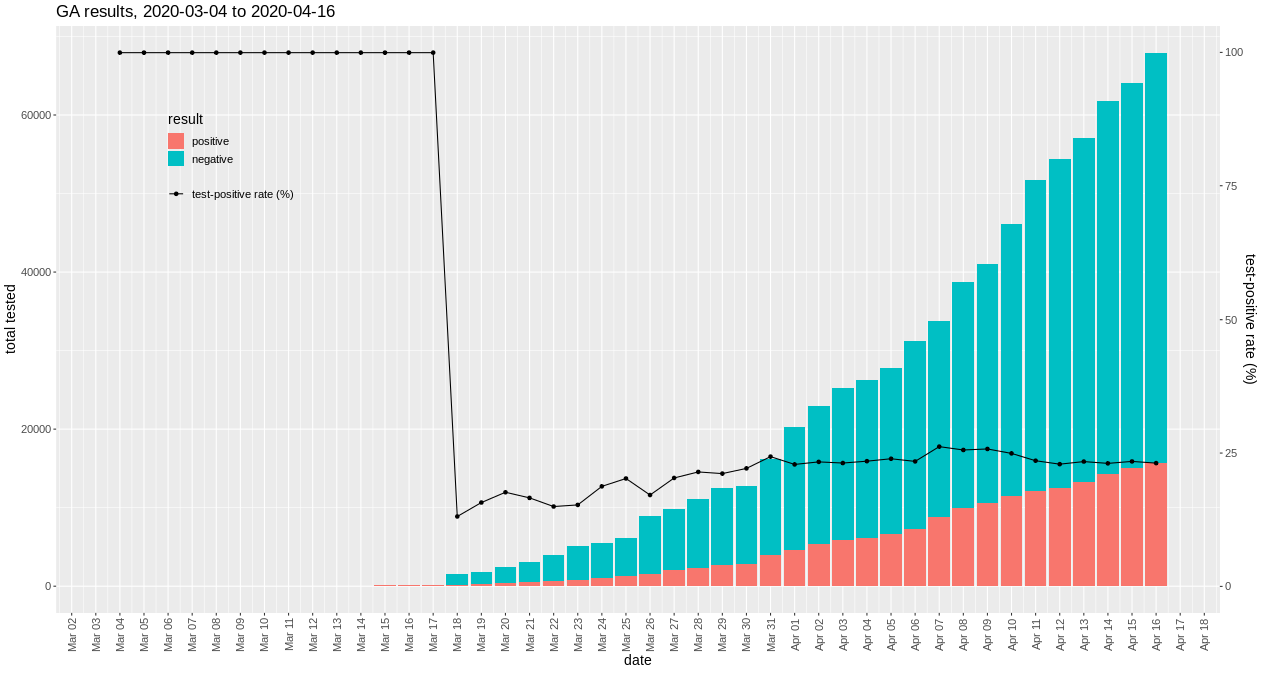 GA results, 2020-03-04 to 2020-04-16
total tested
60000
40000
20000
0
result
positive
negative
test-positive rate (%)
100
75
50
25
0
test-positive rate (%)
Mar 02
Mar 03
Mar 04
Mar 05
Mar 06
Mar 07
Mar 08
Mar 09
Mar 10
Mar 11
Mar 12
Mar 13
Mar 14
Mar 15
Mar 16
Mar 17
Mar 18
Mar 19
Mar 20
Mar 21
Mar 22
Mar 23
Mar 24
Mar 25
Mar 26
Mar 27
Mar 28
Mar 29
Mar 30
Mar 31
Apr 01
Apr 02
Apr 03
Apr 04
Apr 05
Apr 06
Apr 07
Apr 08
Apr 09
Apr 10
Apr 11
Apr 12
Apr 13
Apr 14
Apr 15
Apr 16
Apr 17
Apr 18
date